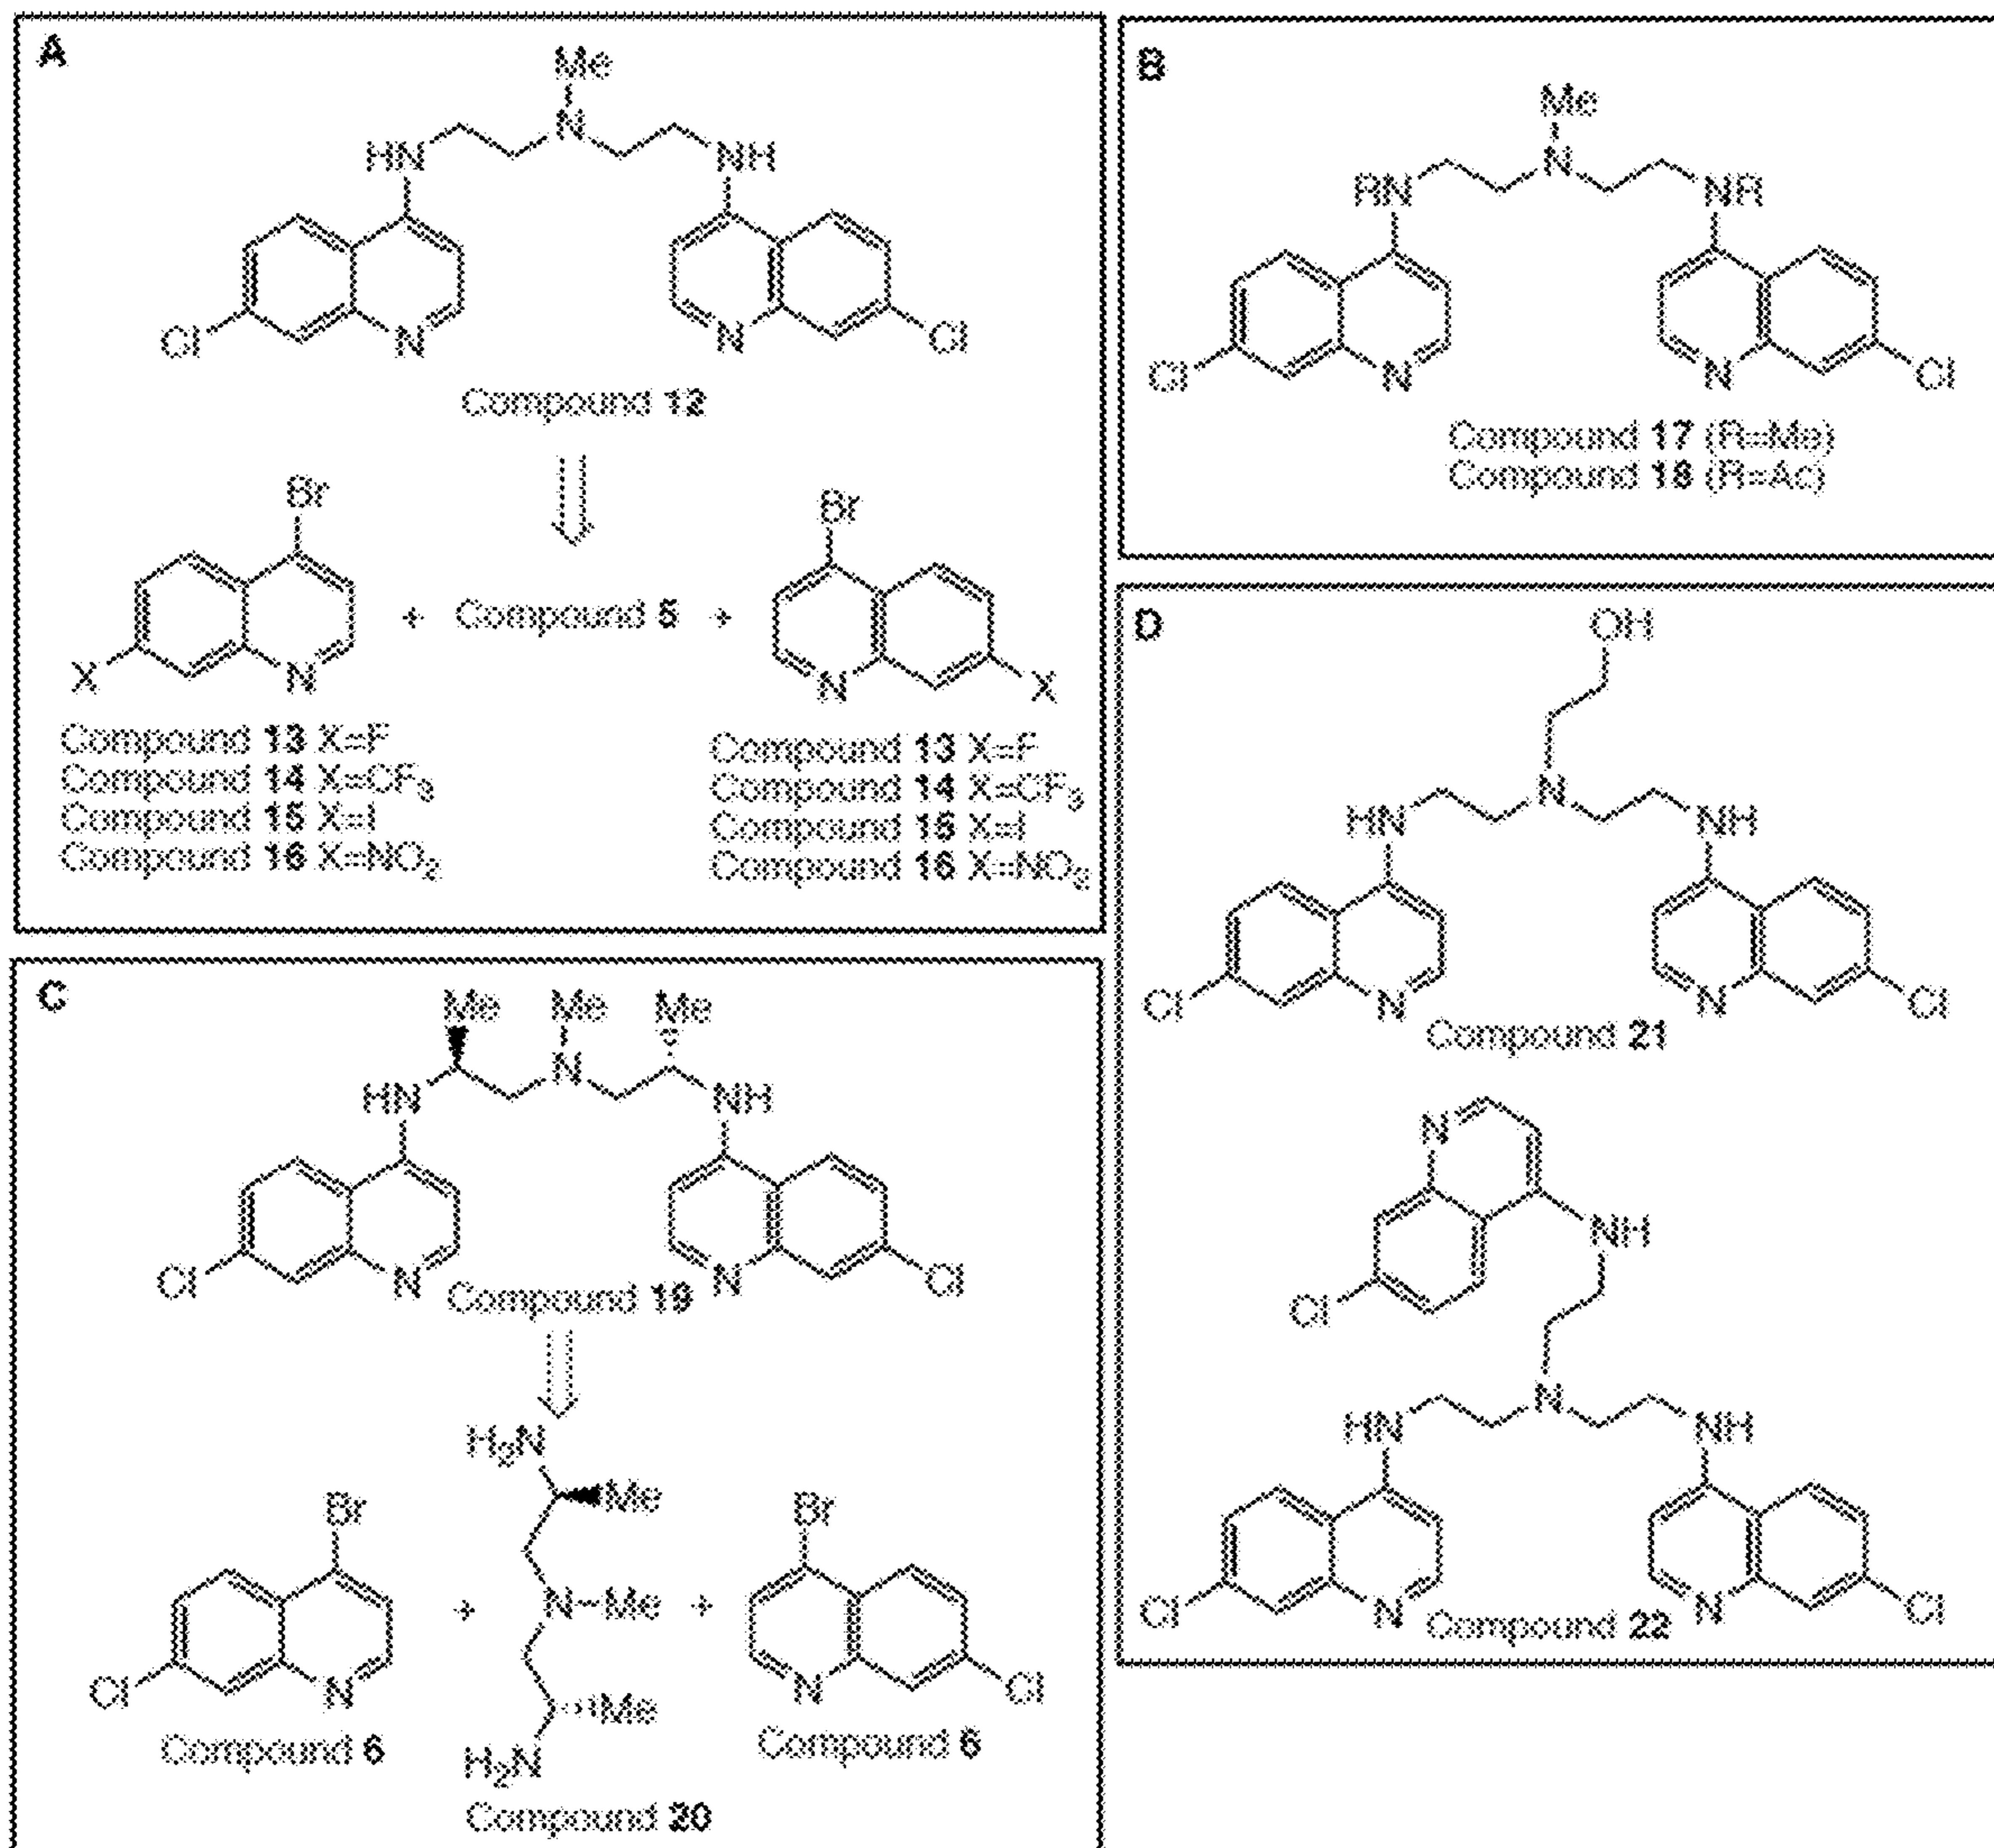 A
Me
N
HN
NH
Cl
N
N
Cl
Compound 12
Br
Br
+ Compound 5 +
X
N
N
X
Compound 13 X=F
Compound 14 X=CF3
Compound 15 X=I
Compound 16 X=NO2
Compound 13 X=F
Compound 14 X=CF3
Compound 15 X=I
Compound 16 X=NO2
B
Me
N
RN
NR
Cl
N
N
Cl
Compound 17 (R=Me)
Compound 18 (R=Ac)
C
Me
Me
Me
N
HN
NH
Cl
N
N
Cl
Compound 19
H2N
Me
Br
Br
+
N-Me
+
Cl
N
N
Cl
Me
Compound 6
Compound 6
H2N
Compound 20
D
OH
N
HN
NH
Cl
N
N
Cl
Compound 21
N
NH
Cl
N
HN
NH
Cl
N
N
Cl
Compound 22